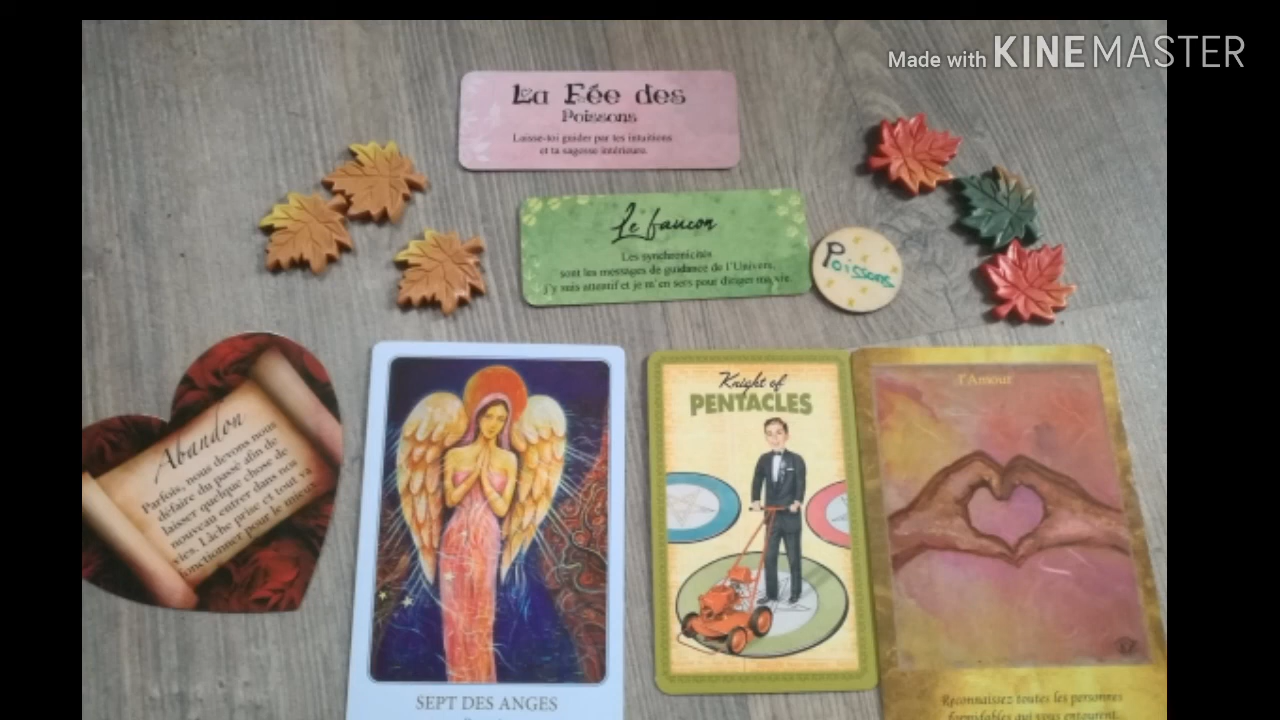 Made with KINEMASTER
La Fée des
Poissons
Laisse-toi guider par tes intuitions
et ta sagesse intérieure.
Le faucon
Les synchronicités
sont les messages de guidance de l'Univers.
J'y suis attentif et je m'en sers pour diriger ma vie.
Poissons
Abandon
Parfois, nous devons nous
défaire du passé afin de
laisser quelque chose de
nouveau entrer dans nos
vies. Lâche prise et tout va
fonctionner pour le mieux
SEPT DES ANGES
Knight of
PENTACLES
l'Amour
Reconnaissez toutes les personnes
formidables qui vous entourent.